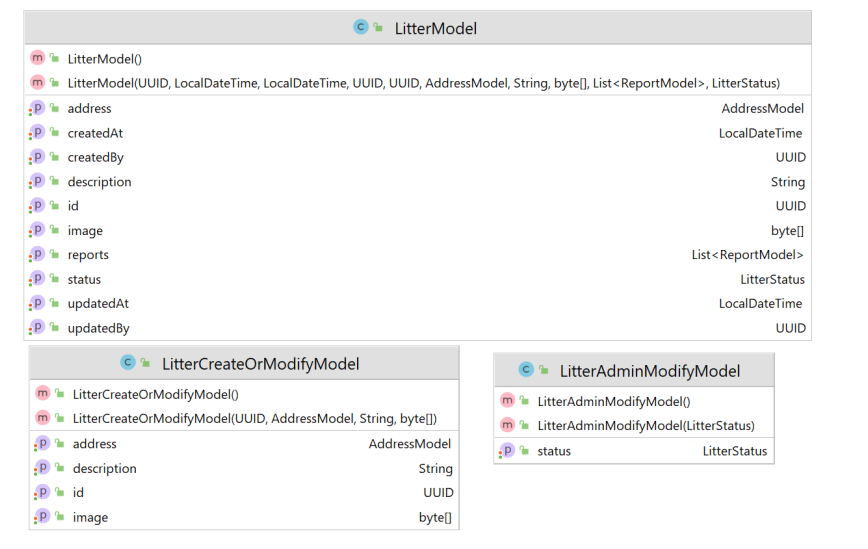 C LitterModel
m LitterModel()
m LitterModel(UUID, LocalDateTime, LocalDateTime, UUID, UUID, AddressModel, String, byte[], List<ReportModel>, LitterStatus)
p address AddressModel
p createdAt LocalDateTime
p createdBy UUID
p description String
p id UUID
p image byte[]
p reports List<ReportModel>
p status LitterStatus
p updatedAt LocalDateTime
p updatedBy UUID
C LitterCreateOrModifyModel
m LitterCreateOrModifyModel()
m LitterCreateOrModifyModel(UUID, AddressModel, String, byte[])
p address AddressModel
p description String
p id UUID
p image byte[]
C LitterAdminModifyModel
m LitterAdminModifyModel()
m LitterAdminModifyModel(LitterStatus)
p status LitterStatus